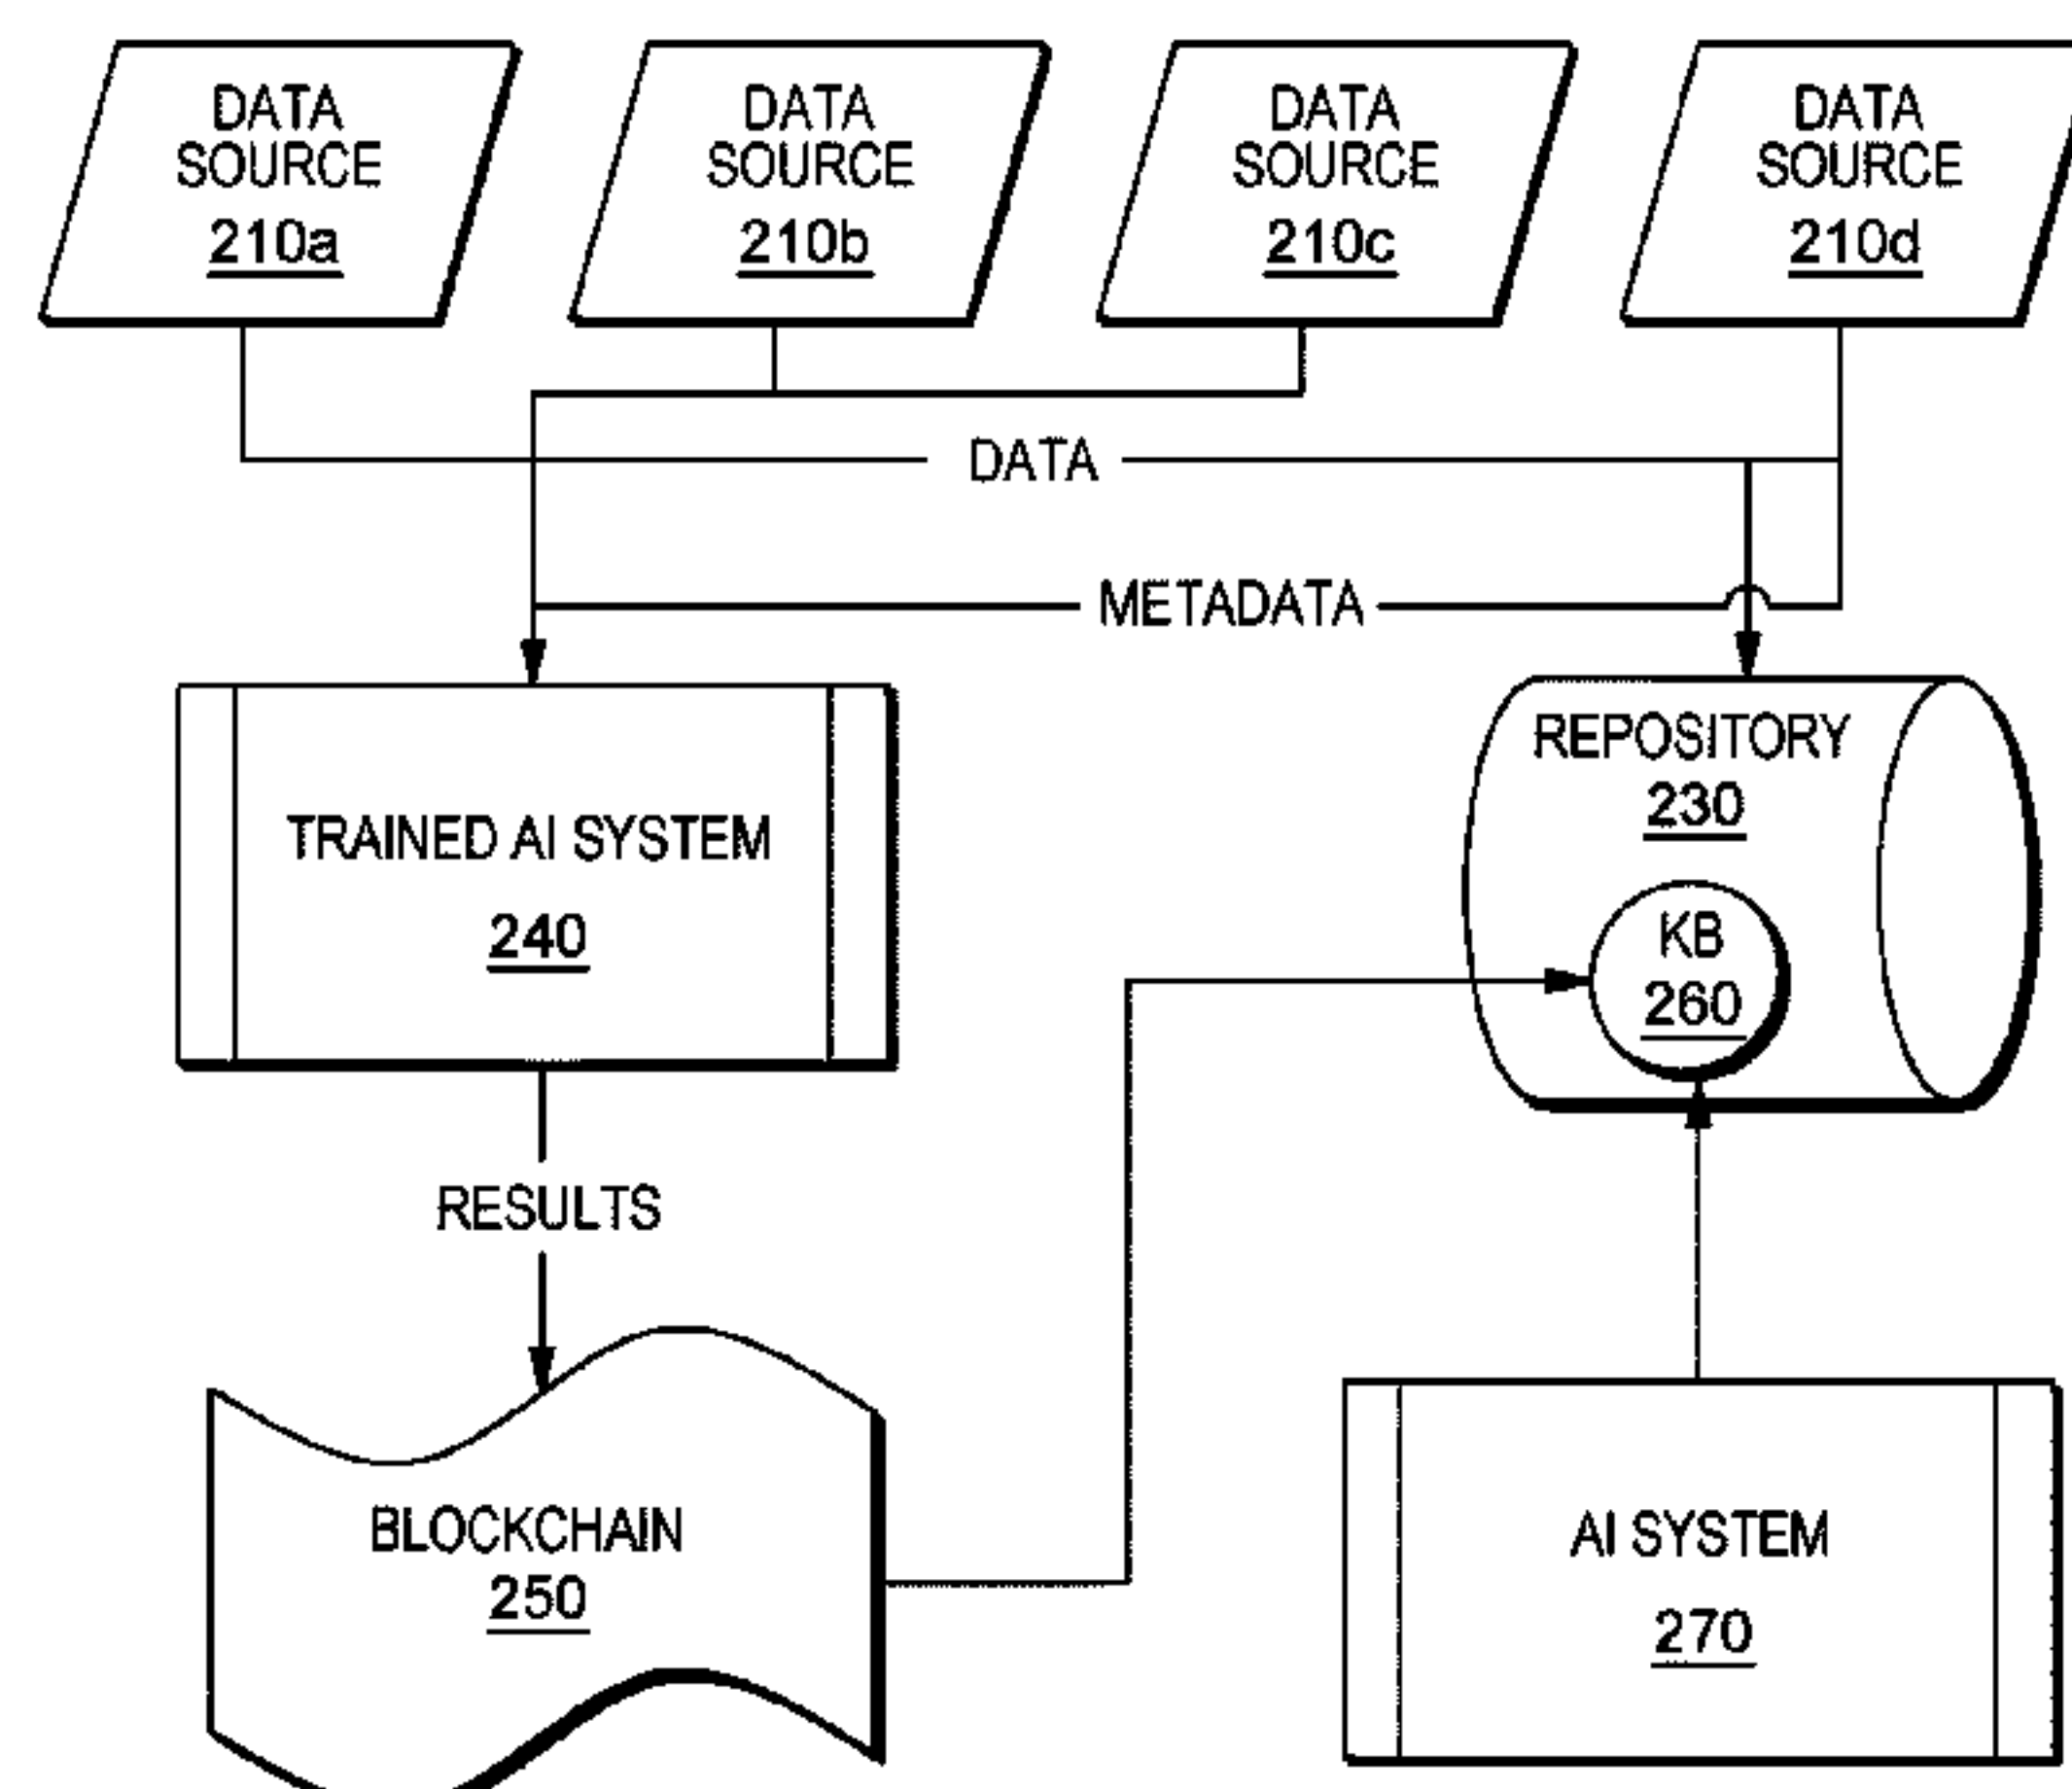 DATA
SOURCE
210a
DATA
SOURCE
210b
DATA
SOURCE
210c
DATA
SOURCE
210d
DATA
METADATA
TRAINED AI SYSTEM
240
REPOSITORY
230
KB
260
RESULTS
BLOCKCHAIN
250
AI SYSTEM
270